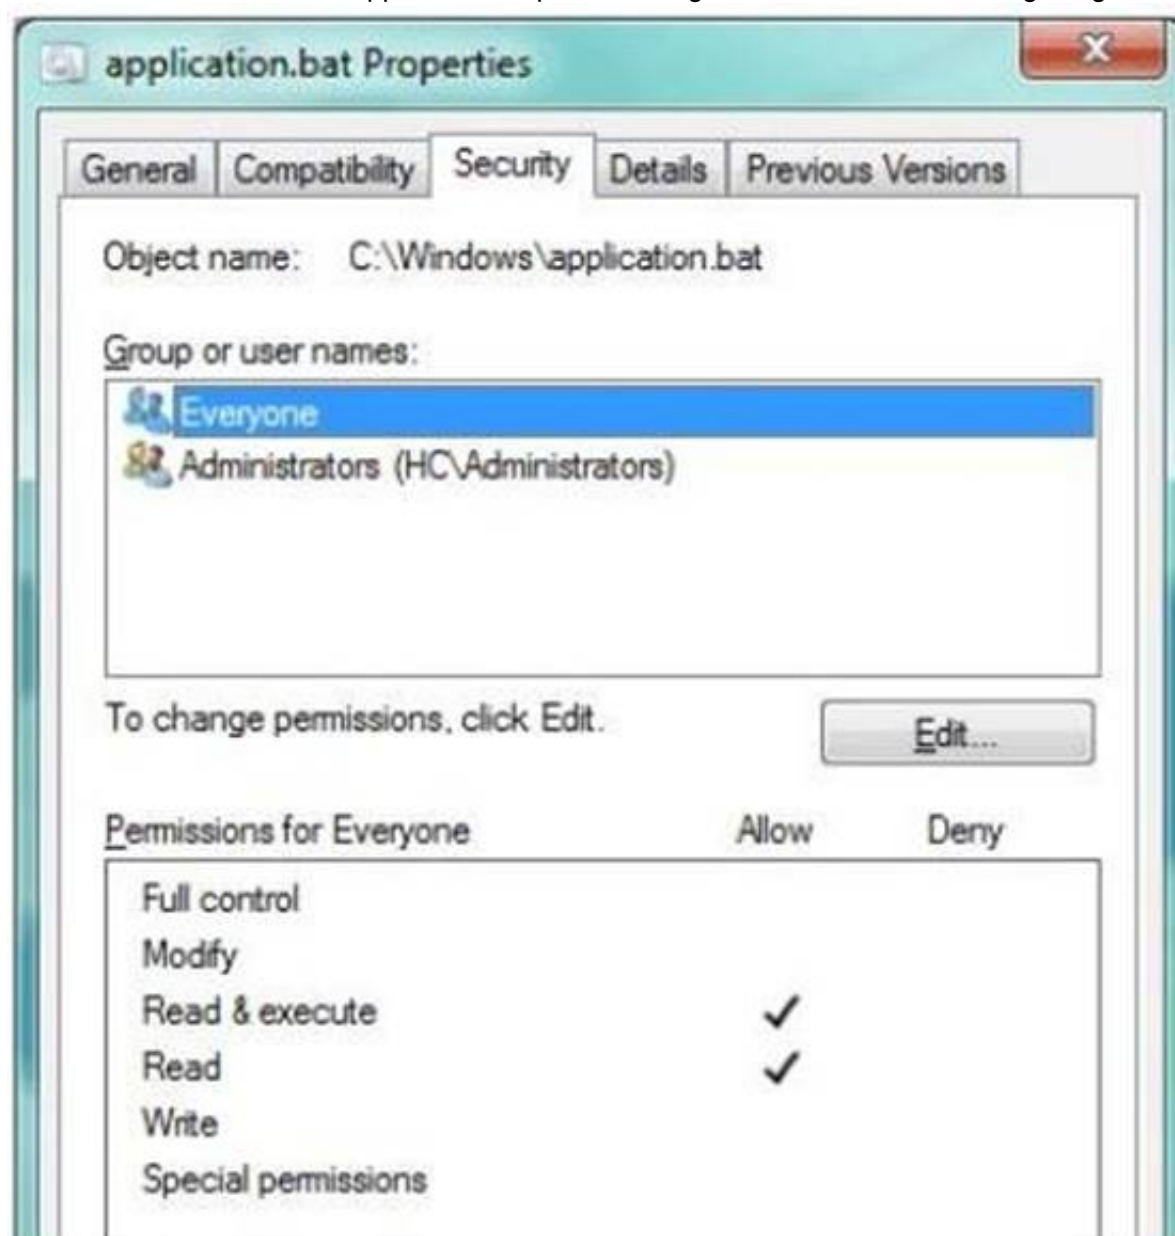 application.bat Properties
General Compatibility Security Details Previous Versions
Object name: C:\Windows\application.bat
Group or user names:
Everyone
Administrators (HC\Administrators)
To change permissions, click Edit.
Edit...
Permissions for Everyone Allow Deny
Full control
Modify
Read & execute
Read
Write
Special permissions